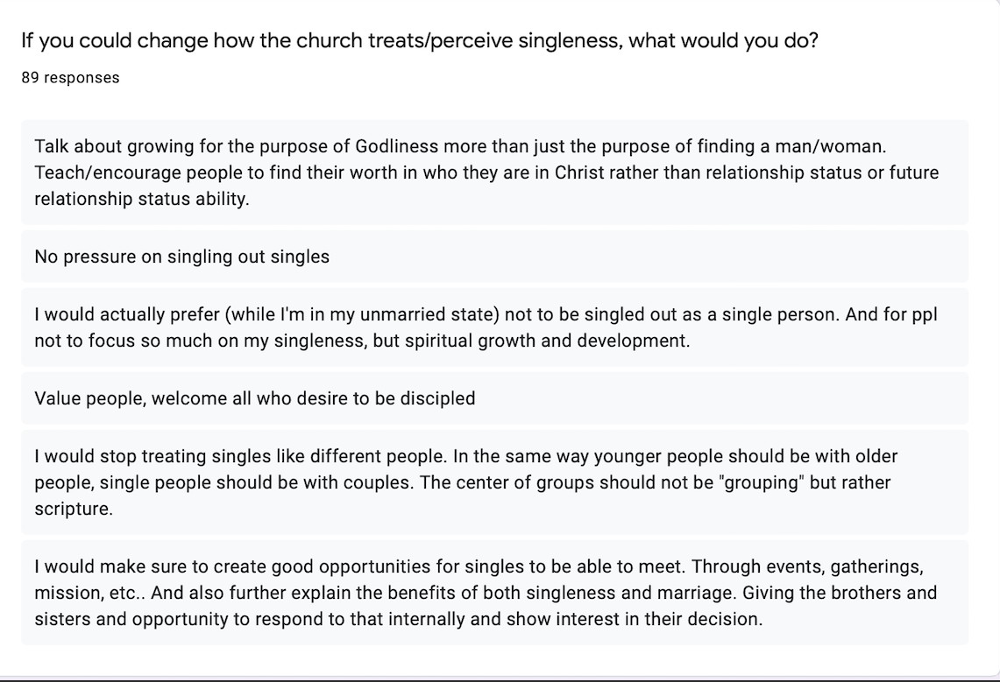 If you could change how the church treats/perceive singleness, what would you do?
89 responses
Talk about growing for the purpose of Godliness more than just the purpose of finding a man/woman.
Teach/encourage people to find their worth in who they are in Christ rather than relationship status or future
relationship status ability.
No pressure on singling out singles
I would actually prefer (while I'm in my unmarried state) not to be singled out as a single person. And for ppl
not to focus so much on my singleness, but spiritual growth and development.
Value people, welcome all who desire to be discipled
I would stop treating singles like different people. In the same way younger people should be with older
people, single people should be with couples. The center of groups should not be "grouping" but rather
scripture.
I would make sure to create good opportunities for singles to be able to meet. Through events, gatherings,
mission, etc.. And also further explain the benefits of both singleness and marriage. Giving the brothers and
sisters and opportunity to respond to that internally and show interest in their decision.